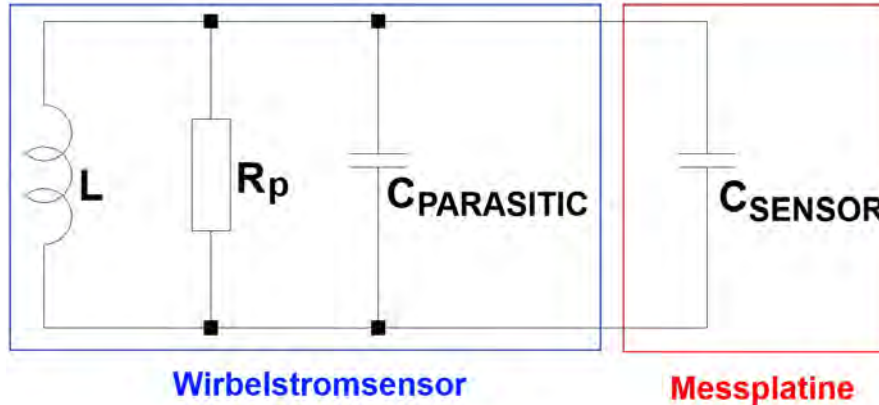 L
Rp
CPARASITIC
CSENSOR
Wirbelstromsensor
Messplatine